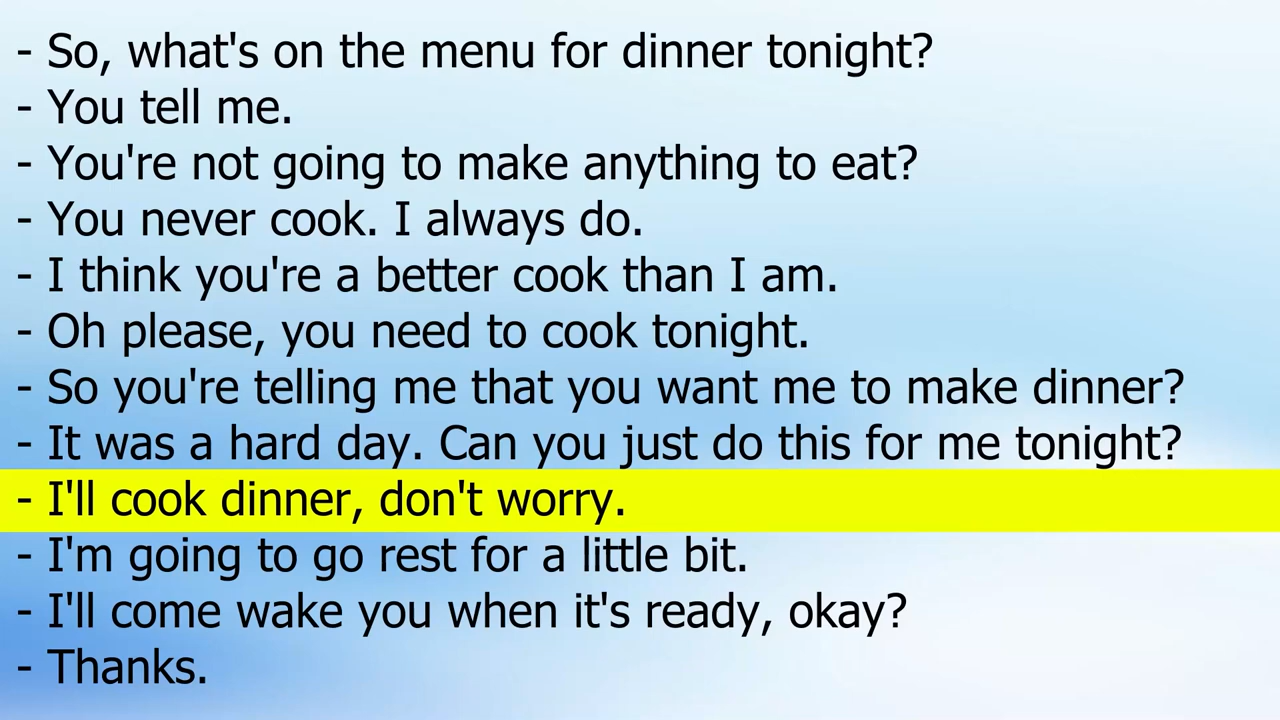 - So, what's on the menu for dinner tonight?
- You tell me.
- You're not going to make anything to eat?
- You never cook. I always do.
- I think you're a better cook than I am.
- Oh please, you need to cook tonight.
- So you're telling me that you want me to make dinner?
- It was a hard day. Can you just do this for me tonight?
- I'll cook dinner, don't worry.
- I'm going to go rest for a little bit.
- I'll come wake you when it's ready, okay?
- Thanks.